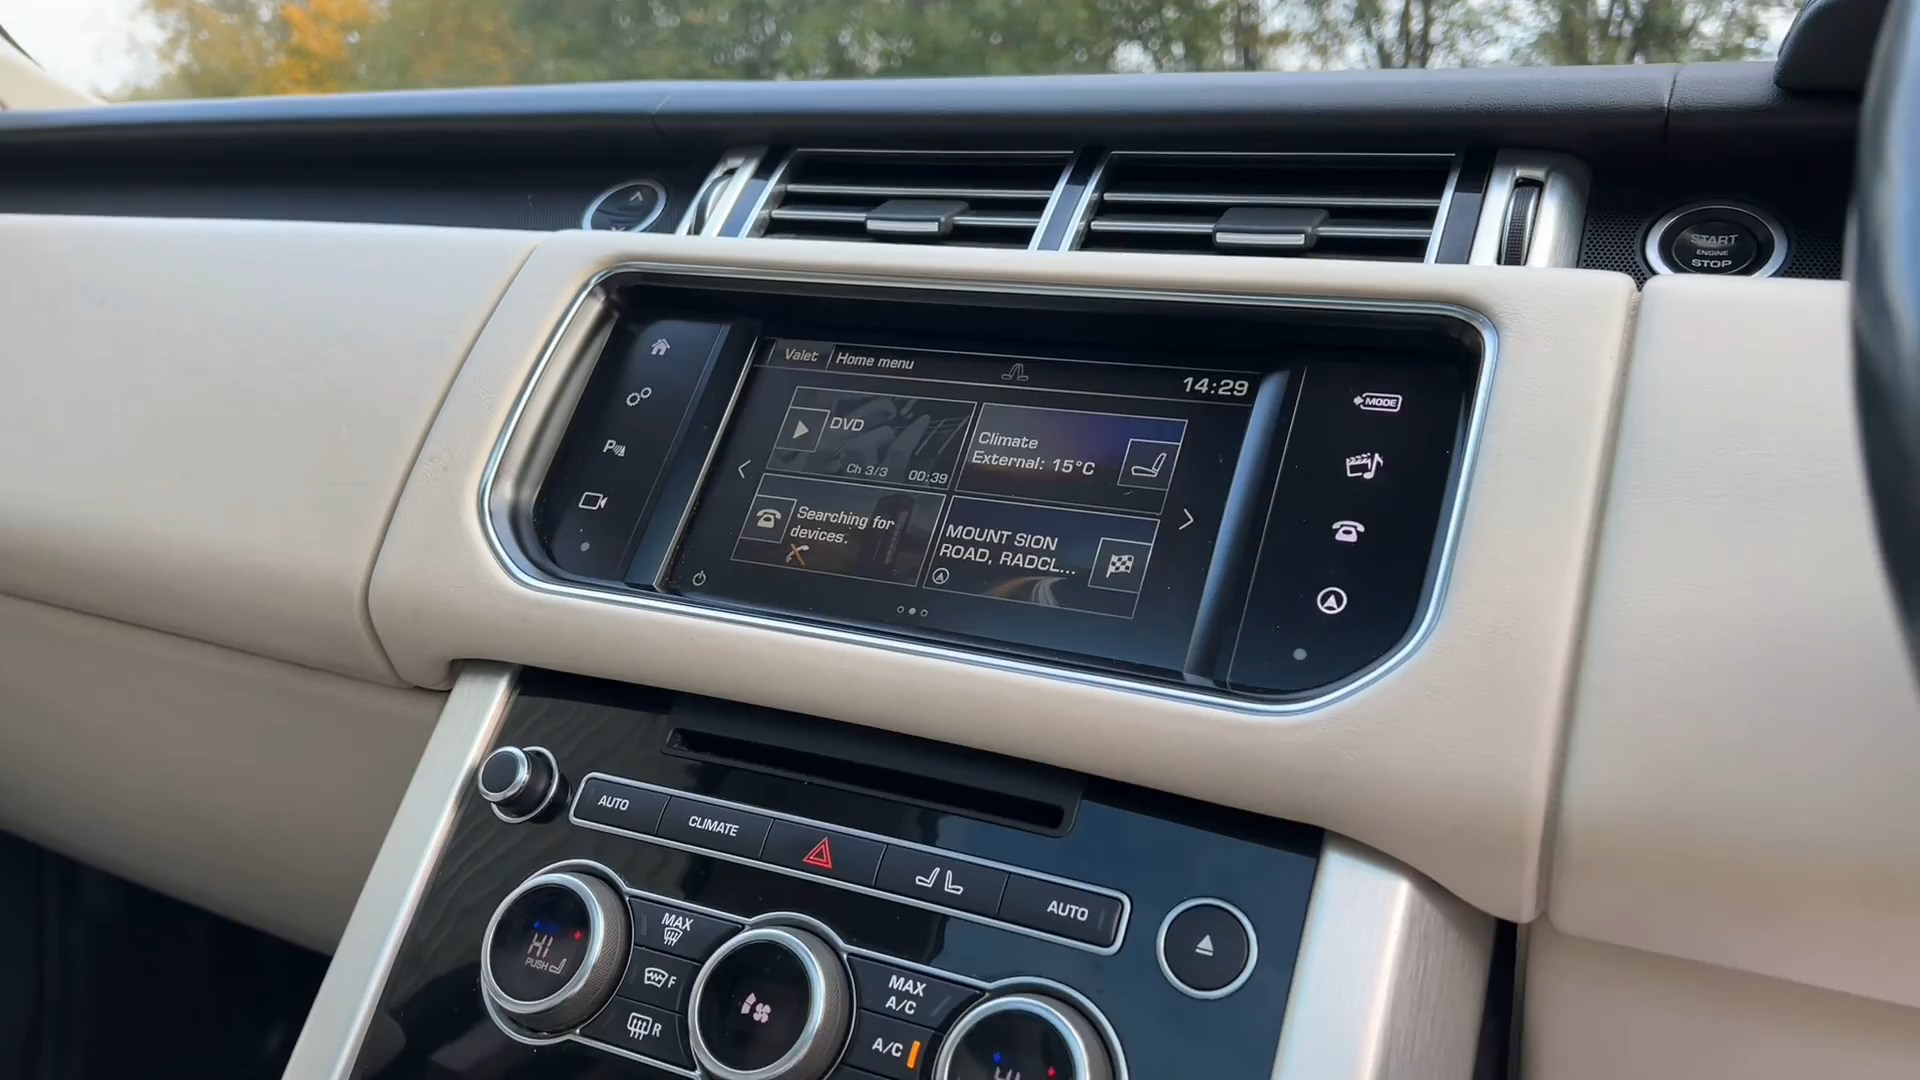 START
ENGINE
STOP
Valet Home menu 14:29
MODE
DVD
Ch 3/3 00:39
Climate
External: 15°C
Searching for
devices.
MOUNT SION
ROAD, RADCL...
P
AUTO CLIMATE AUTO
HI
PUSH
MAX
F
R
MAX
A/C
A/C